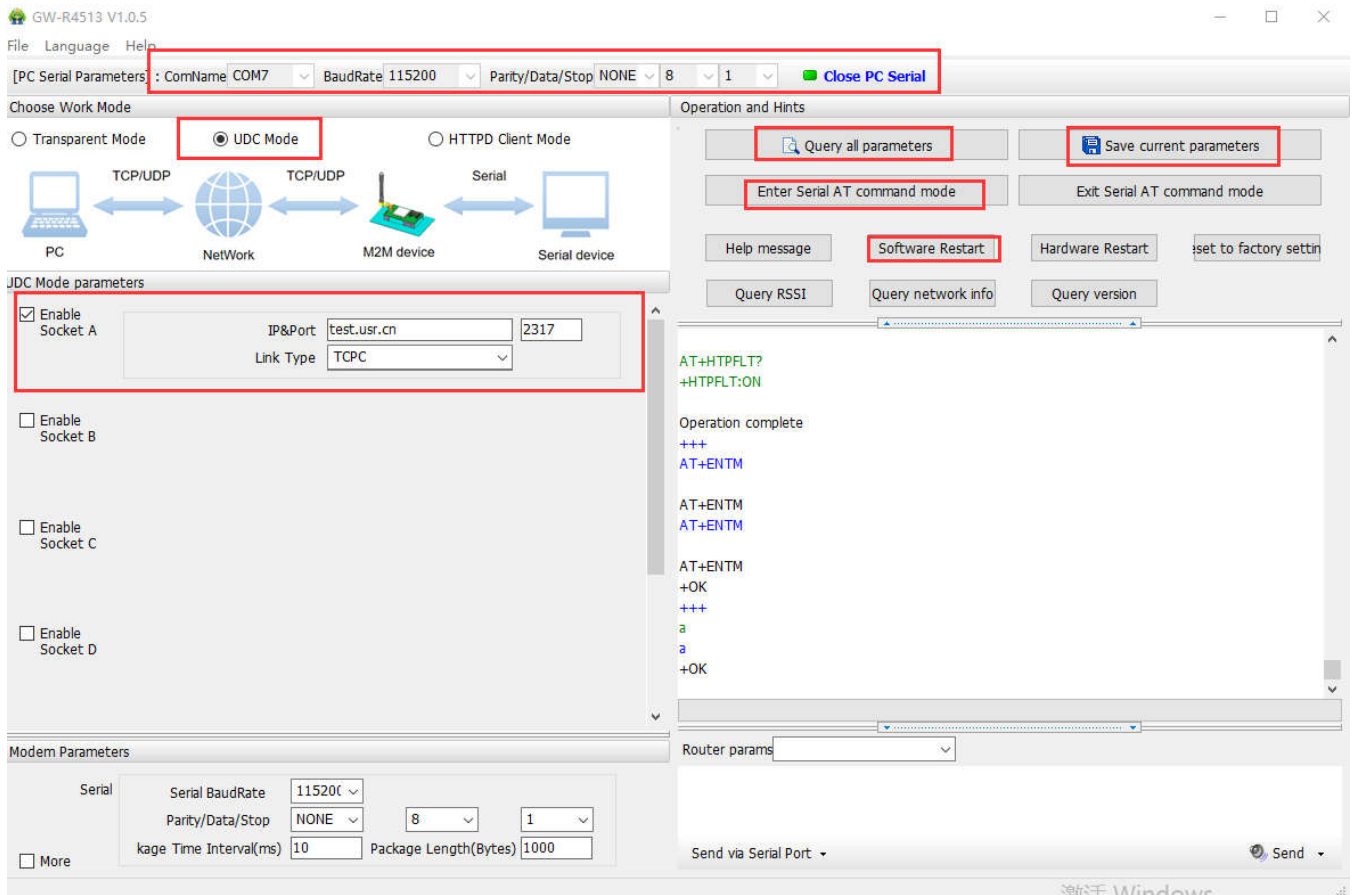 GW-R4513 V1.0.5
File Language Help
[PC Serial Parameters] : ComName COM7 BaudRate 115200 Parity/Data/Stop NONE 8 1 Close PC Serial
Choose Work Mode
Transparent Mode UDC Mode HTTPD Client Mode
TCP/UDP TCP/UDP Serial
PC NetWork M2M device Serial device
UDC Mode parameters
Enable
Socket A
IP&Port test.usr.cn 2317
Link Type TCPC
Enable
Socket B
Enable
Socket C
Enable
Socket D
Modem Parameters
Serial
Serial BaudRate 11520(
Parity/Data/Stop NONE 8 1
kage Time Interval(ms) 10 Package Length(Bytes) 1000
More
Operation and Hints
Query all parameters Save current parameters
Enter Serial AT command mode Exit Serial AT command mode
Help message Software Restart Hardware Restart eset to factory settin
Query RSSI Query network info Query version
AT+HTPFLT?
+HTPFLT:ON
Operation complete
+++
AT+ENTM
AT+ENTM
AT+ENTM
AT+ENTM
+OK
+++
a
a
+OK
Router params
Send via Serial Port Send
激活 Windows